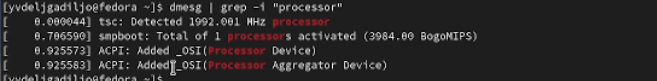 [yvdeljgadiljo@fedora ~]$ dmesg | grep -i "processor"
[    0.000044] tsc: Detected 1992.001 MHz processor
[    0.706590] smpboot: Total of 1 processors activated (3984.00 BogoMIPS)
[    0.925573] ACPI: Added _OSI(Processor Device)
[    0.925583] ACPI: Added _OSI(Processor Aggregator Device)
[yvdeljgadiljo@fedora ~]$